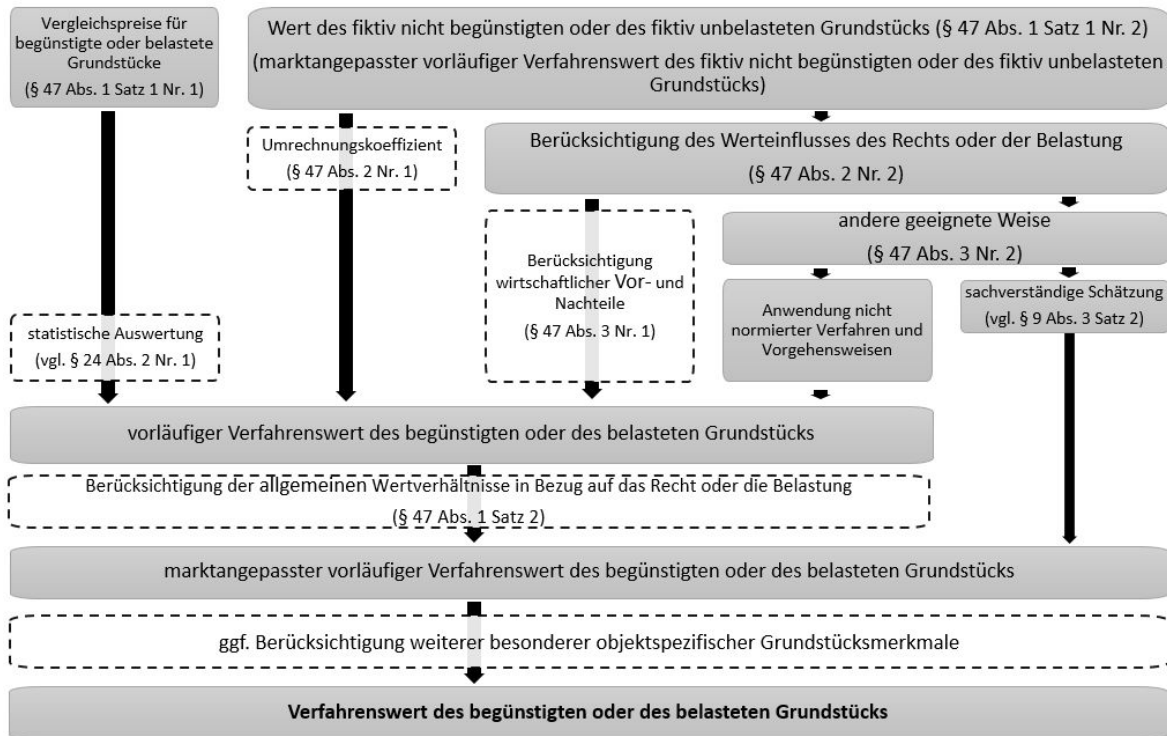 Vergleichspreise für
begünstigte oder belastete
Grundstücke
(§ 47 Abs. 1 Satz 1 Nr. 1)
Wert des fiktiv nicht begünstigten oder des fiktiv unbelasteten Grundstücks (§ 47 Abs. 1 Satz 1 Nr. 2)
(marktangepasster vorläufiger Verfahrenswert des fiktiv nicht begünstigten oder des fiktiv unbelasteten
Grundstücks)
Umrechnungskoeffizient
(§ 47 Abs. 2 Nr. 1)
Berücksichtigung des Werteinflusses des Rechts oder der Belastung
(§ 47 Abs. 2 Nr. 2)
andere geeignete Weise
(§ 47 Abs. 3 Nr. 2)
Berücksichtigung
wirtschaftlicher Vor- und
Nachteile
(§ 47 Abs. 3 Nr. 1)
Anwendung nicht
normierter Verfahren und
Vorgehensweisen
sachverständige Schätzung
(vgl. § 9 Abs. 3 Satz 2)
statistische Auswertung
(vgl. § 24 Abs. 2 Nr. 1)
vorläufiger Verfahrenswert des begünstigten oder des belasteten Grundstücks
Berücksichtigung der allgemeinen Wertverhältnisse in Bezug auf das Recht oder die Belastung
(§ 47 Abs. 1 Satz 2)
marktangepasster vorläufiger Verfahrenswert des begünstigten oder des belasteten Grundstücks
ggf. Berücksichtigung weiterer besonderer objektspezifischer Grundstücksmerkmale
Verfahrenswert des begünstigten oder des belasteten Grundstücks